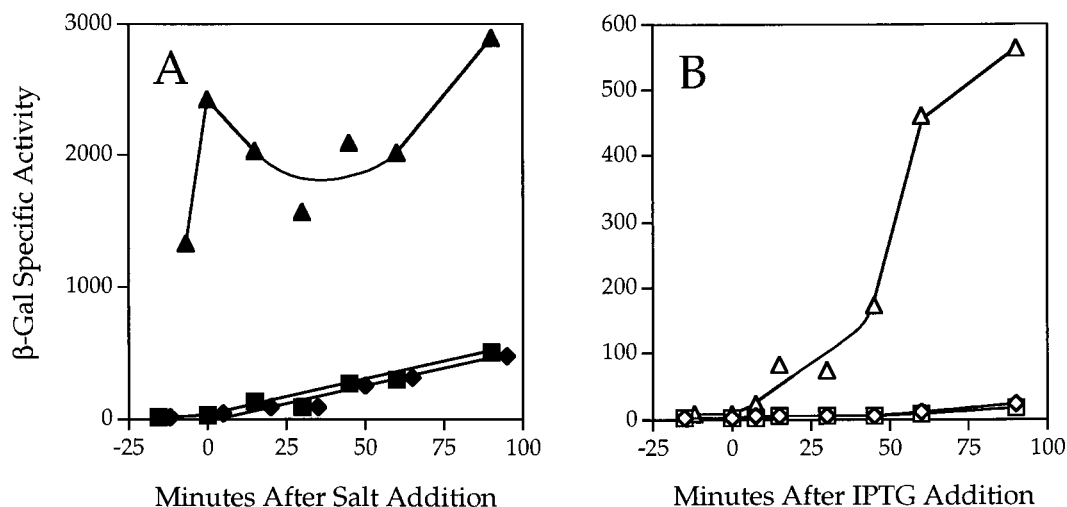 A
B
β-Gal Specific Activity
3000
2000
1000
0
-25 0 25 50 75 100
Minutes After Salt Addition
600
500
400
300
200
100
0
-25 0 25 50 75 100
Minutes After IPTG Addition